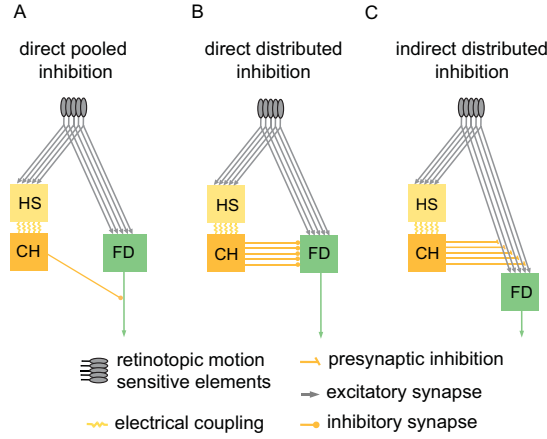 A
B
C
direct pooled
inhibition
direct distributed
inhibition
indirect distributed
inhibition
HS
HS
HS
CH
FD
CH
FD
CH
FD
retinotopic motion
sensitive elements
electrical coupling
presynaptic inhibition
excitatory synapse
inhibitory synapse